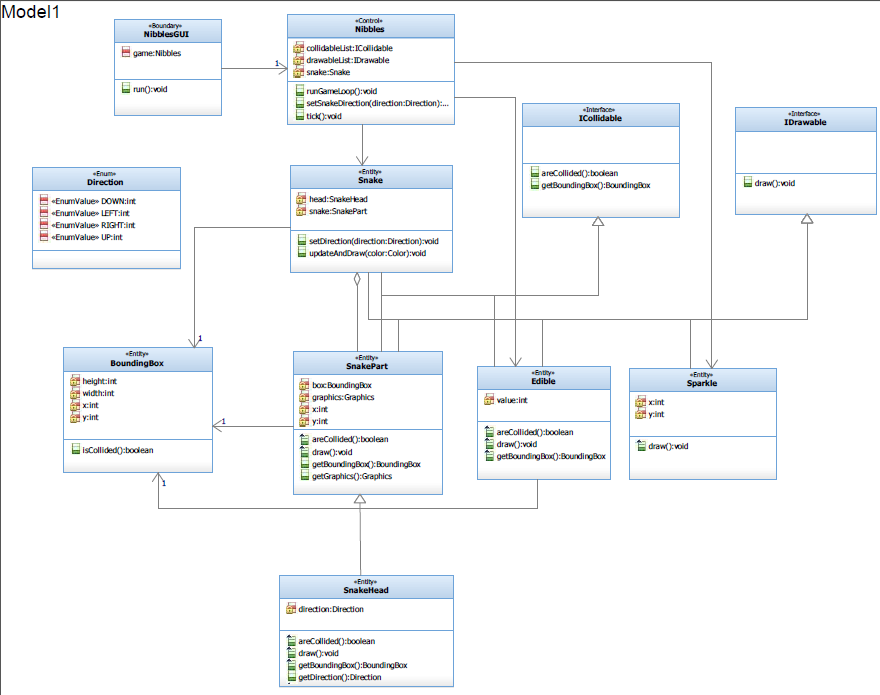 Model1
«Boundary»
NibblesGUI
game:Nibbles
run():void
1
«Control»
Nibbles
collidableList:ICollidable
drawableList:IDrawable
snake:Snake
runGameLoop():void
setSnakeDirection(direction:Direction):...
tick():void
«Interface»
ICollidable
areCollided():boolean
getBoundingBox():BoundingBox
«Interface»
IDrawable
draw():void
«Enum»
Direction
«EnumValue» DOWN:int
«EnumValue» LEFT:int
«EnumValue» RIGHT:int
«EnumValue» UP:int
«Entity»
Snake
head:SnakeHead
snake:SnakePart
setDirection(direction:Direction):void
updateAndDraw(color:Color):void
1
«Entity»
BoundingBox
height:int
width:int
x:int
y:int
isCollided():boolean
1
1
«Entity»
SnakePart
box:BoundingBox
graphics:Graphics
x:int
y:int
areCollided():boolean
draw():void
getBoundingBox():BoundingBox
getGraphics():Graphics
«Entity»
Edible
value:int
areCollided():boolean
draw():void
getBoundingBox():BoundingBox
«Entity»
Sparkle
x:int
y:int
draw():void
«Entity»
SnakeHead
direction:Direction
areCollided():boolean
draw():void
getBoundingBox():BoundingBox
getDirection():Direction